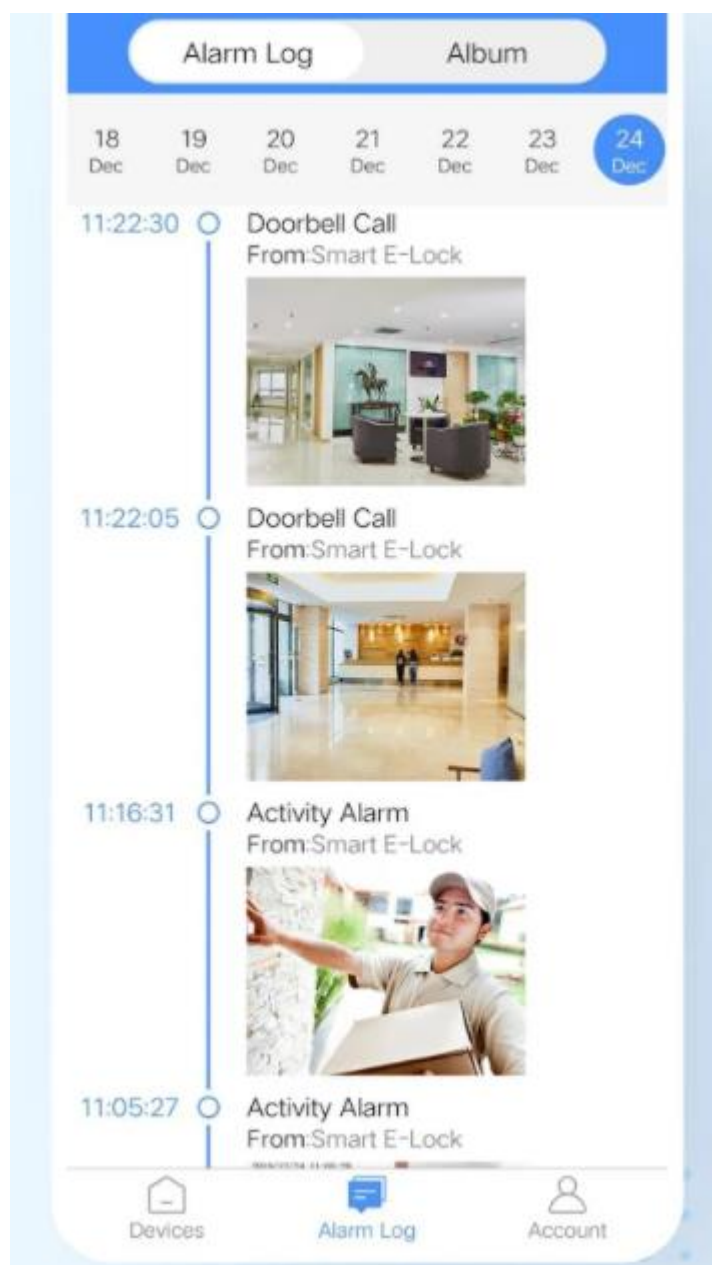 Alarm Log Album
18 19 20 21 22 23 24
Dec Dec Dec Dec Dec Dec Dec
11:22:30 Doorbell Call
From:Smart E-Lock
11:22:05 Doorbell Call
From:Smart E-Lock
11:16:31 Activity Alarm
From:Smart E-Lock
11:05:27 Activity Alarm
From:Smart E-Lock
Devices Alarm Log Account